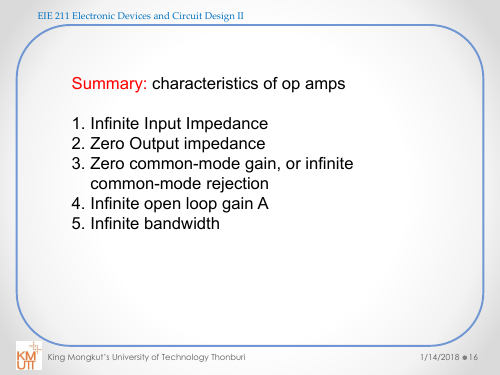 EIE 211 Electronic Devices and Circuit Design II
Summary: characteristics of op amps
1. Infinite Input Impedance
2. Zero Output impedance
3. Zero common-mode gain, or infinite
common-mode rejection
4. Infinite open loop gain A
5. Infinite bandwidth
KM
UTT
King Mongkut's University of Technology Thonburi
1/14/2018 ● 16